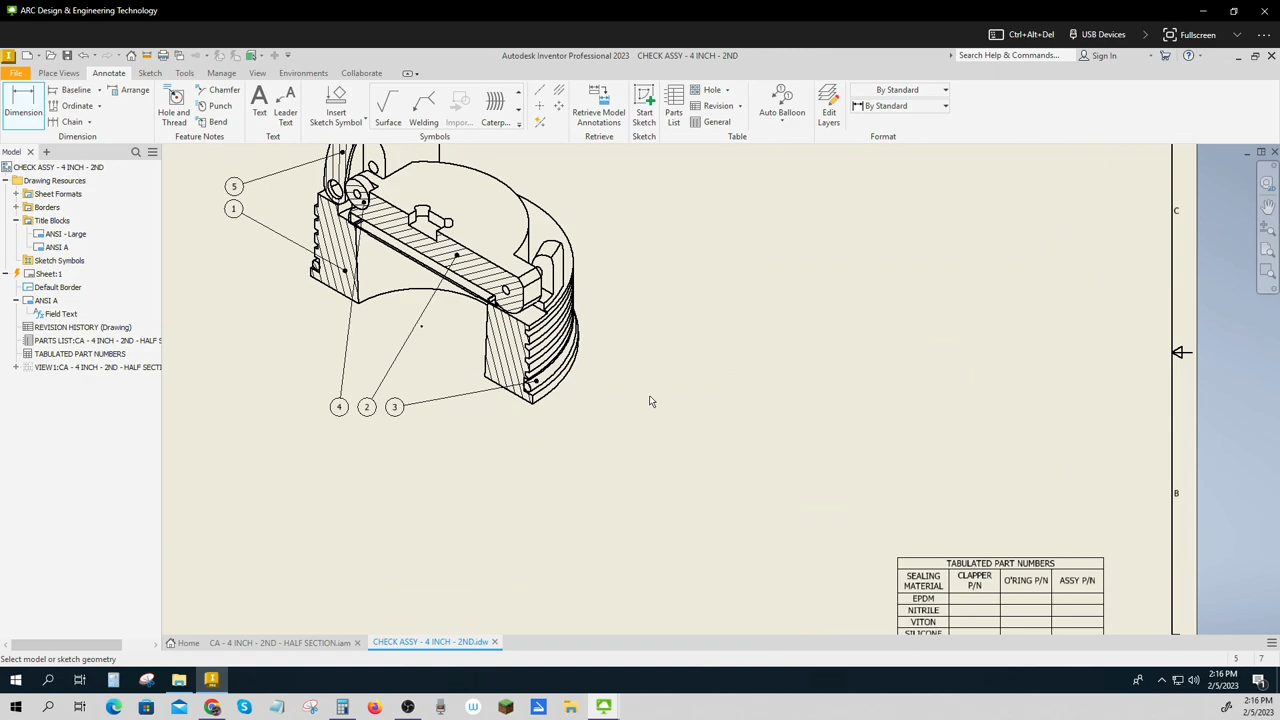 ARC Design & Engineering Technology
Ctrl+Alt+Del
USB Devices
Fullscreen
Autodesk Inventor Professional 2023 CHECK ASSY - 4 INCH - 2ND
Search Help & Commands...
Sign In
File
Place Views
Annotate
Sketch
Tools
Manage
View
Environments
Collaborate
Dimension
Baseline
Ordinate
Chain
Arrange
Dimension
Hole and
Thread
Chamfer
Punch
Bend
Feature Notes
Text
Leader
Text
Text
Insert
Sketch Symbol
Surface
Welding
Impo...
Caterp...
Symbols
Retrieve Model
Annotations
Retrieve
Start
Sketch
Sketch
Parts
List
Hole
Revision
General
Table
Auto Balloon
Edit
Layers
By Standard
By Standard
Format
Model
CHECK ASSY - 4 INCH - 2ND
Drawing Resources
Sheet Formats
Borders
Title Blocks
ANSI - Large
ANSI A
Sketch Symbols
Sheet:1
Default Border
ANSI A
Field Text
REVISION HISTORY (Drawing)
PARTS LIST:CA - 4 INCH - 2ND - HALF S
TABULATED PART NUMBERS
VIEW1:CA - 4 INCH - 2ND - HALF SECTI
5
1
4
2
3
C
B
TABULATED PART NUMBERS
SEALING MATERIAL
CLAPPER P/N
O'RING P/N
ASSY P/N
EPDM
NITRILE
VITON
SILICONE
Home
CA - 4 INCH - 2ND - HALF SECTION.iam
CHECK ASSY - 4 INCH - 2ND.idw
Select model or sketch geometry
5
7
2:16 PM
2/5/2023
2:16 PM
2/5/2023